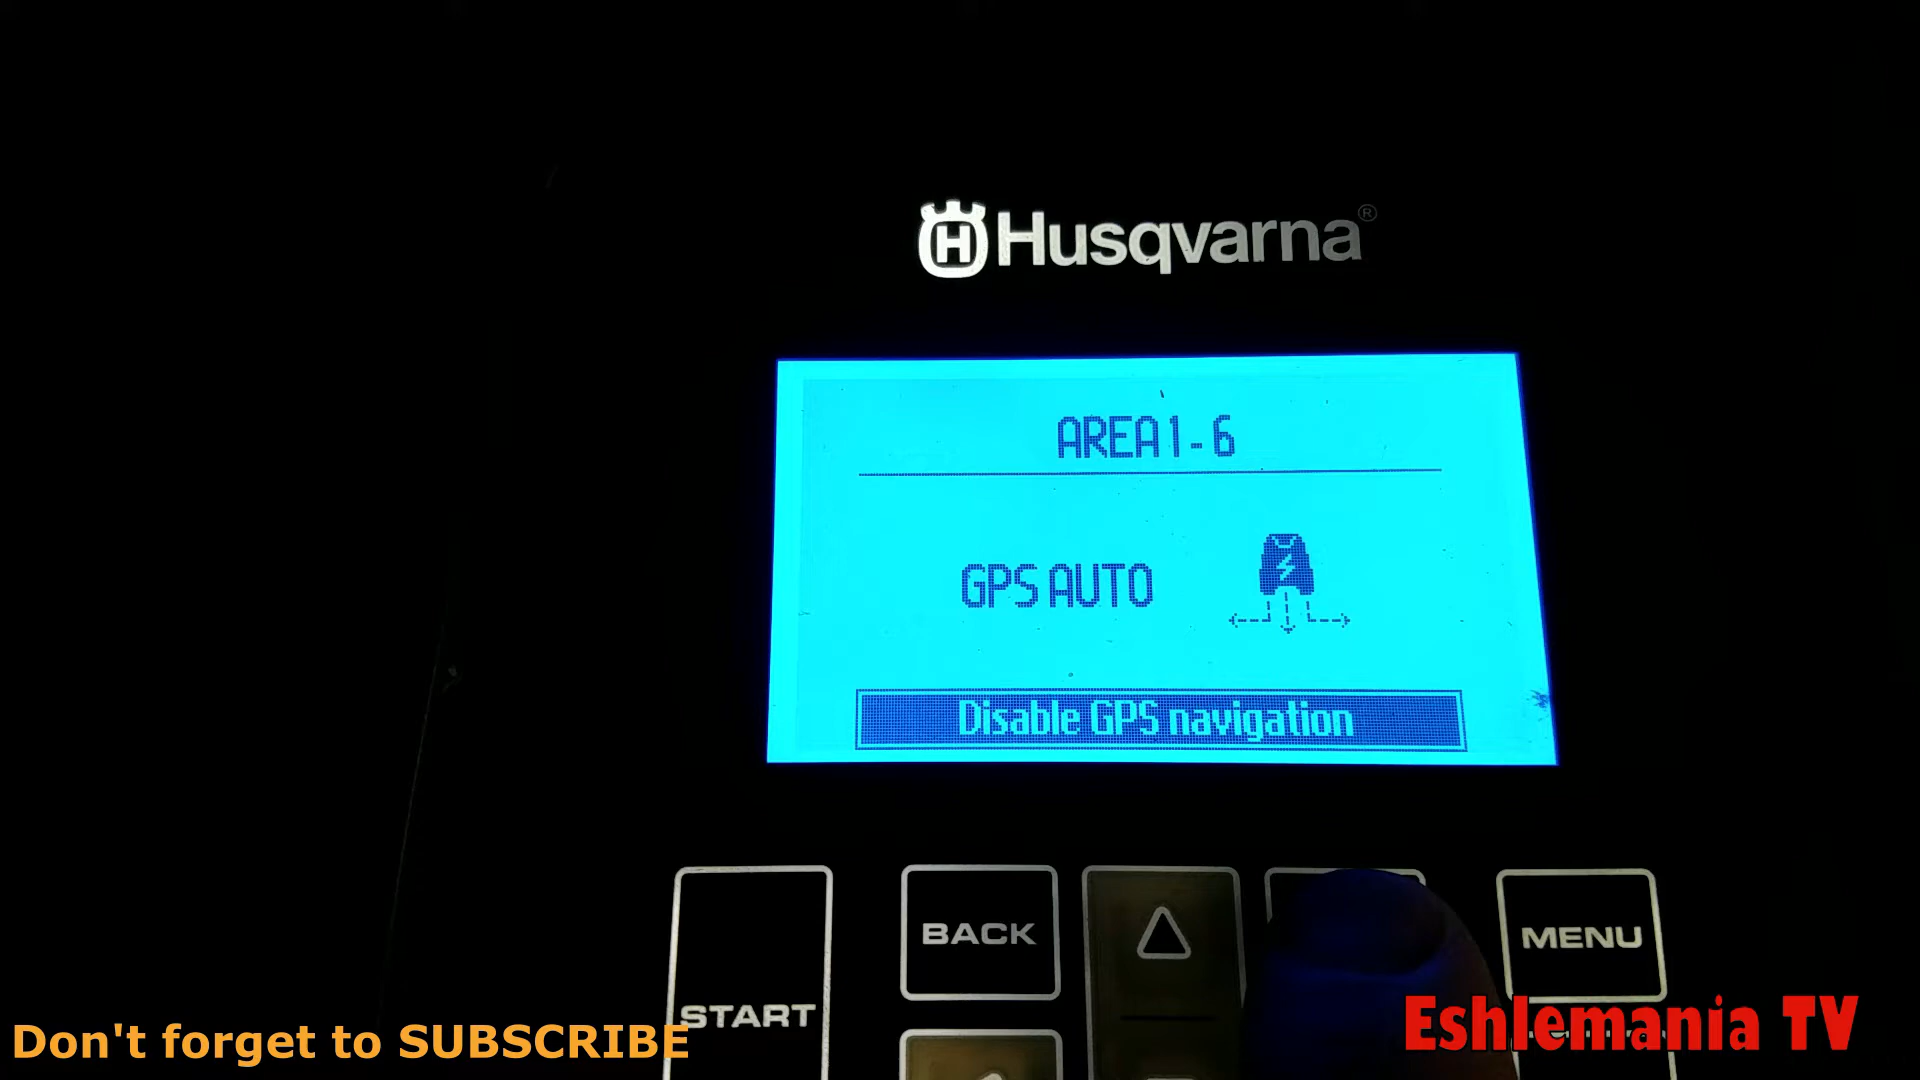 Husqvarna®
AREA 1 - 6
GPS AUTO
Disable GPS navigation
BACK
MENU
START
Don't forget to SUBSCRIBE
Eshlemania TV